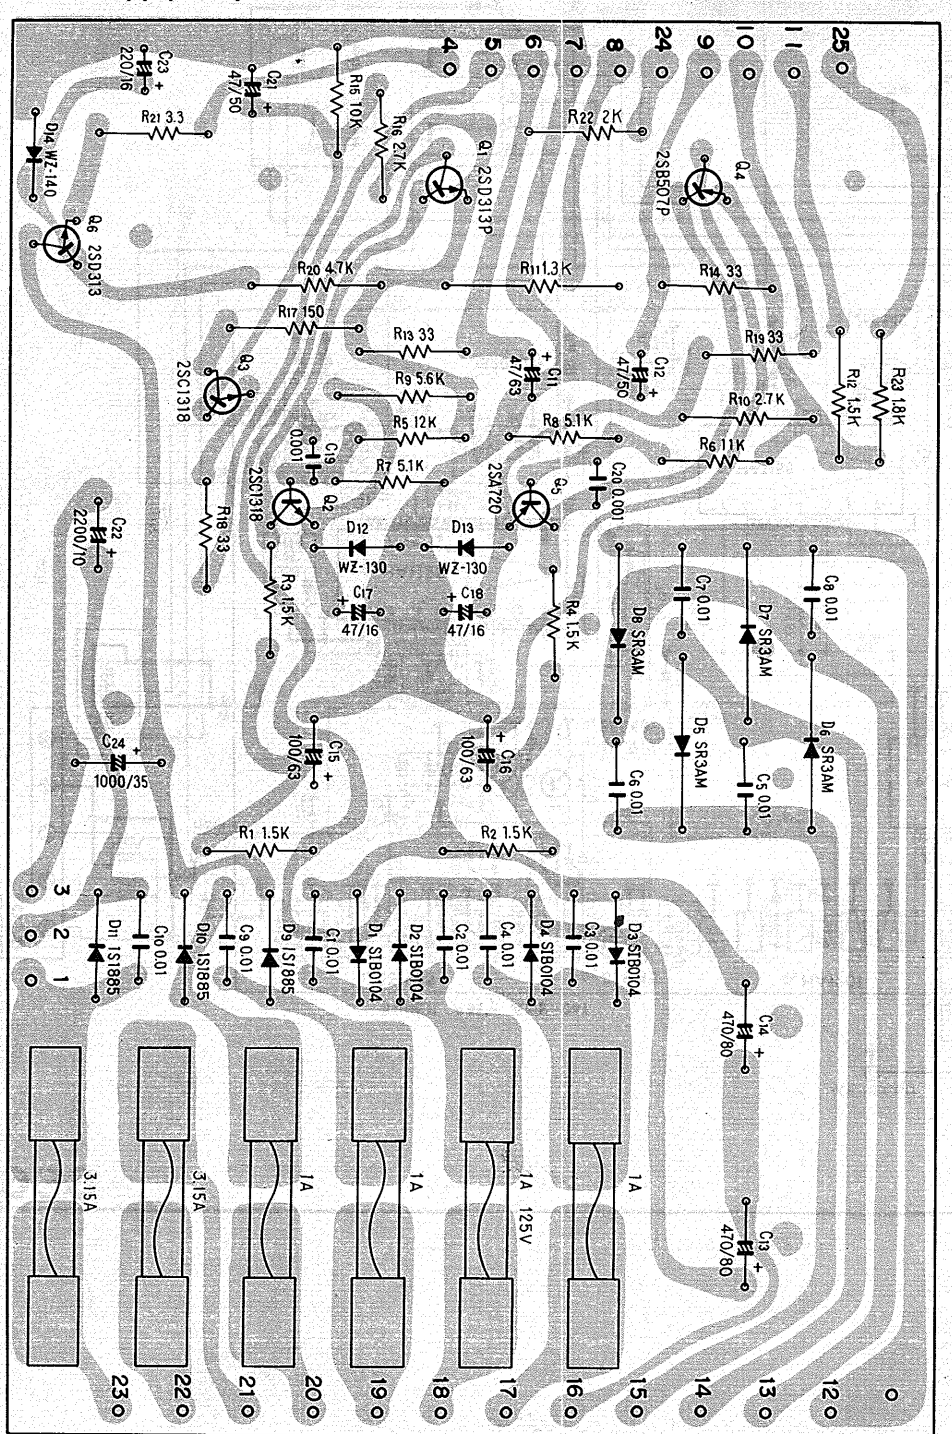 4 5 6 7 8 24 9 10 11 25
C23
220/16 +
C21
47/50 +
R15 10K
R16 2.7K
R21 3.3
R22 2K
D14 WZ-140
Q1 2SD313P
Q4
2SB507P
Q6 2SD313
R20 4.7K
R11 1.3K
R14 33
R17 150
R13 33
R19 33
Q3
2SC1318
+ C11
47/63
C12
47/50 +
R12 1.5K
R23 1.8K
R9 5.6K
R10 2.7K
R5 12K
R8 5.1K
C19
0.001
R6 11K
R7 5.1K
Q2
2SC1318
Q5
2SA720
C20 0.001
C22
2200/10 +
R18 33
D12
WZ-130
D13
WZ-130
R3 1.5K
+ C17
47/16
+ C18
47/16
R4 1.5K
D8 SR3AM
C7 0.01
D7 SR3AM
C8 0.01
C24 +
1000/35
C15
100/63 +
+ C16
100/63
C6 0.01
D5 SR3AM
C5 0.01
D6 SR3AM
R1 1.5K
R2 1.5K
3
2
1
D11 1S1885
C10 0.01
D10 1S1885
C9 0.01
D9 1S1885
C1 0.01
D1 SIB0104
D2 SIB0104
C2 0.01
C4 0.01
D4 SIB0104
C3 0.01
D3 SIB0104
C14
470/80 +
3.15A
3.15A
1A
1A
1A 125V
1A
C13
470/80 +
23 22 21 20 19 18 17 16 15 14 13 12